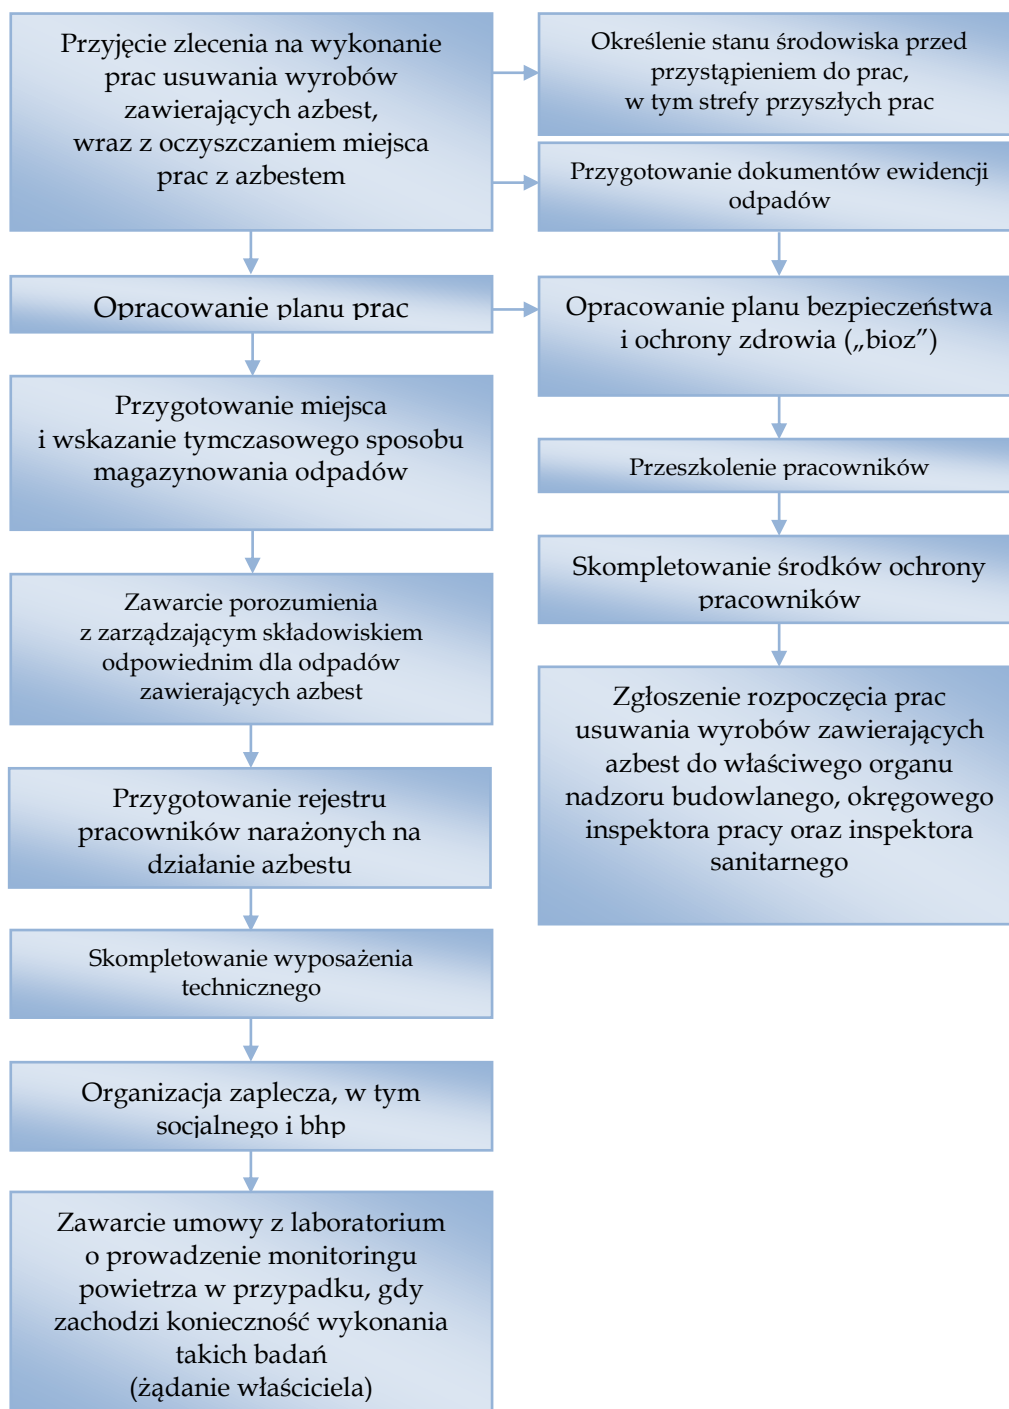 Przyjęcie zlecenia na wykonanie
prac usuwania wyrobów
zawierających azbest,
wraz z oczyszczaniem miejsca
prac z azbestem
Określenie stanu środowiska przed
przystąpieniem do prac,
w tym strefy przyszłych prac
Przygotowanie dokumentów ewidencji
odpadów
Opracowanie planu prac
Opracowanie planu bezpieczeństwa
i ochrony zdrowia („bioz”)
Przygotowanie miejsca
i wskazanie tymczasowego sposobu
magazynowania odpadów
Przeszkolenie pracowników
Zawarcie porozumienia
z zarządzającym składowiskiem
odpowiednim dla odpadów
zawierających azbest
Skompletowanie środków ochrony
pracowników
Przygotowanie rejestru
pracowników narażonych na
działanie azbestu
Zgłoszenie rozpoczęcia prac
usuwania wyrobów zawierających
azbest do właściwego organu
nadzoru budowlanego, okręgowego
inspektora pracy oraz inspektora
sanitarnego
Skompletowanie wyposażenia
technicznego
Organizacja zaplecza, w tym
socjalnego i bhp
Zawarcie umowy z laboratorium
o prowadzenie monitoringu
powietrza w przypadku, gdy
zachodzi konieczność wykonania
takich badań
(żądanie właściciela)